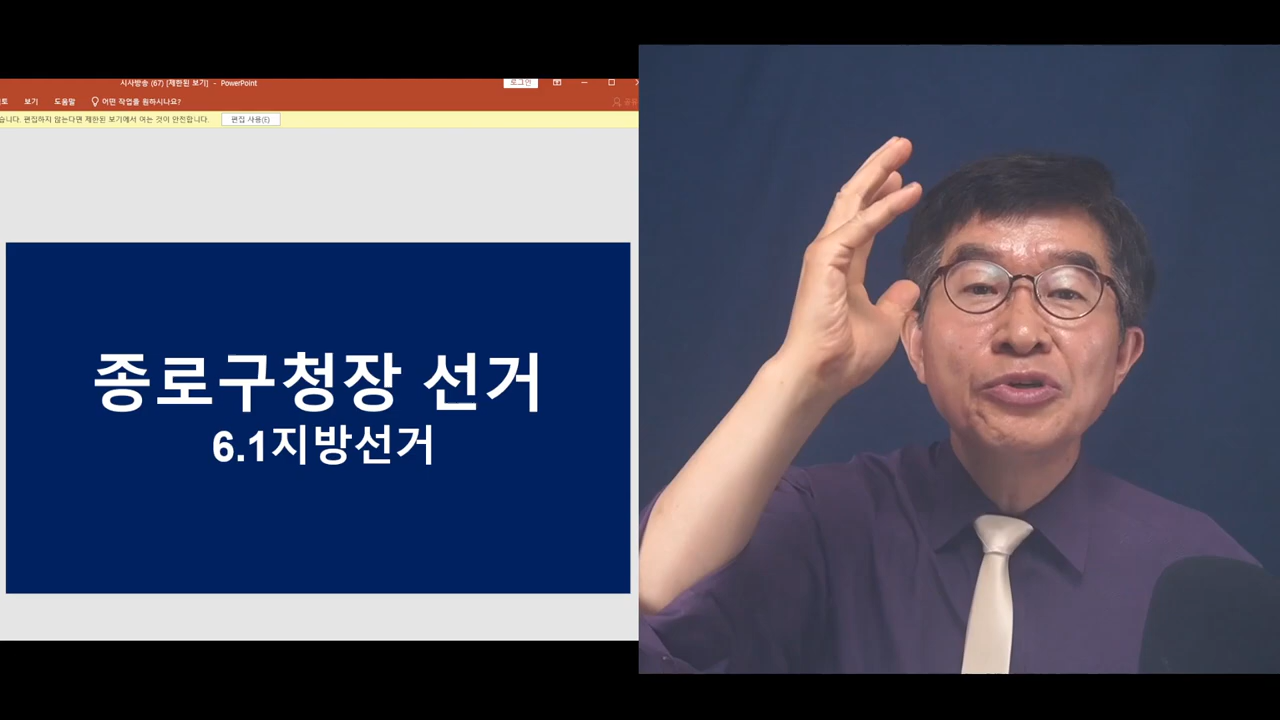 시사방송 (67) [제한된 보기] - PowerPoint
로그인
보기 도움말 어떤 작업을 원하시나요?
편집하지 않는다면 제한된 보기에서 여는 것이 안전합니다.
편집 사용(E)
종로구청장 선거
6.1지방선거